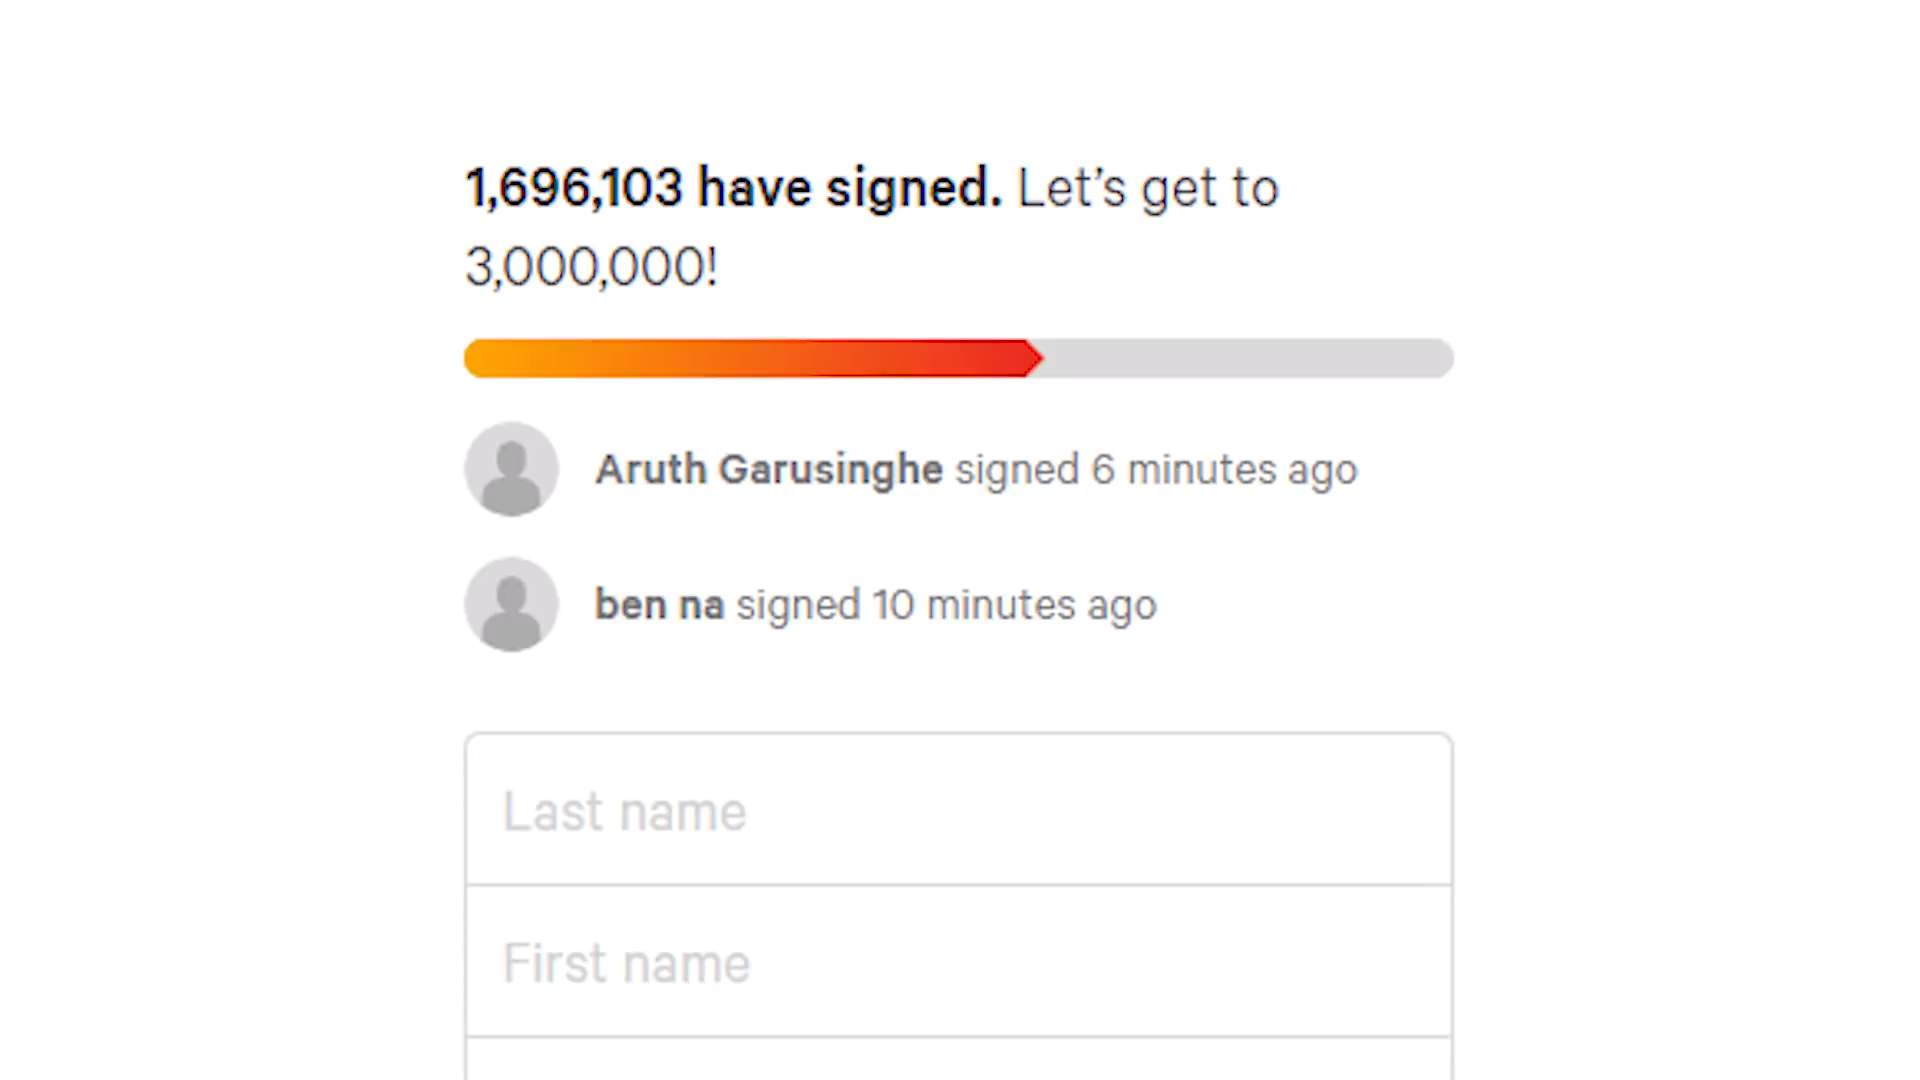 1,696,103 have signed. Let’s get to
3,000,000!
Aruth Garusinghe signed 6 minutes ago
ben na signed 10 minutes ago
Last name
First name